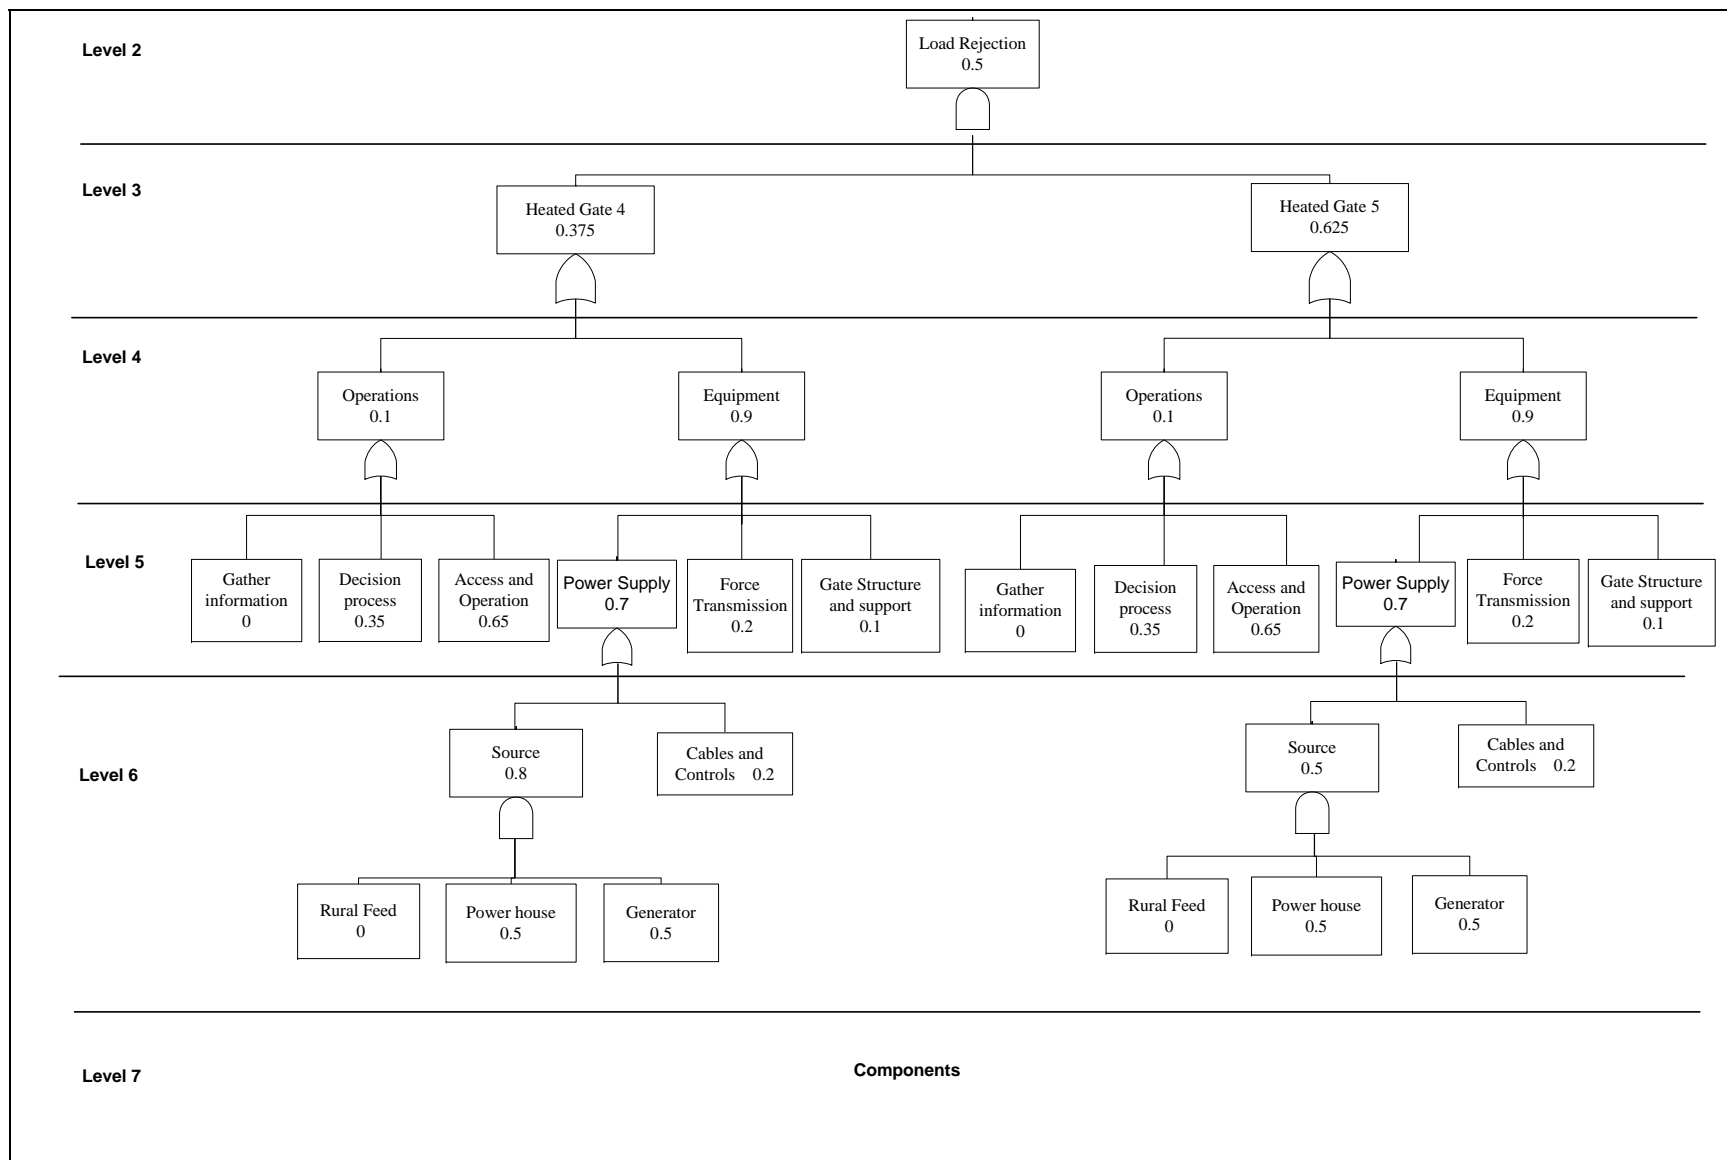 Level 2
Load Rejection
0.5
Level 3
Heated Gate 4
0.375
Heated Gate 5
0.625
Level 4
Operations
0.1
Equipment
0.9
Operations
0.1
Equipment
0.9
Level 5
Gather
information
0
Decision
process
0.35
Access and
Operation
0.65
Power Supply
0.7
Force
Transmission
0.2
Gate Structure
and support
0.1
Gather
information
0
Decision
process
0.35
Access and
Operation
0.65
Power Supply
0.7
Force
Transmission
0.2
Gate Structure
and support
0.1
Level 6
Source
0.8
Cables and
Controls 0.2
Source
0.5
Cables and
Controls 0.2
Rural Feed
0
Power house
0.5
Generator
0.5
Rural Feed
0
Power house
0.5
Generator
0.5
Level 7
Components